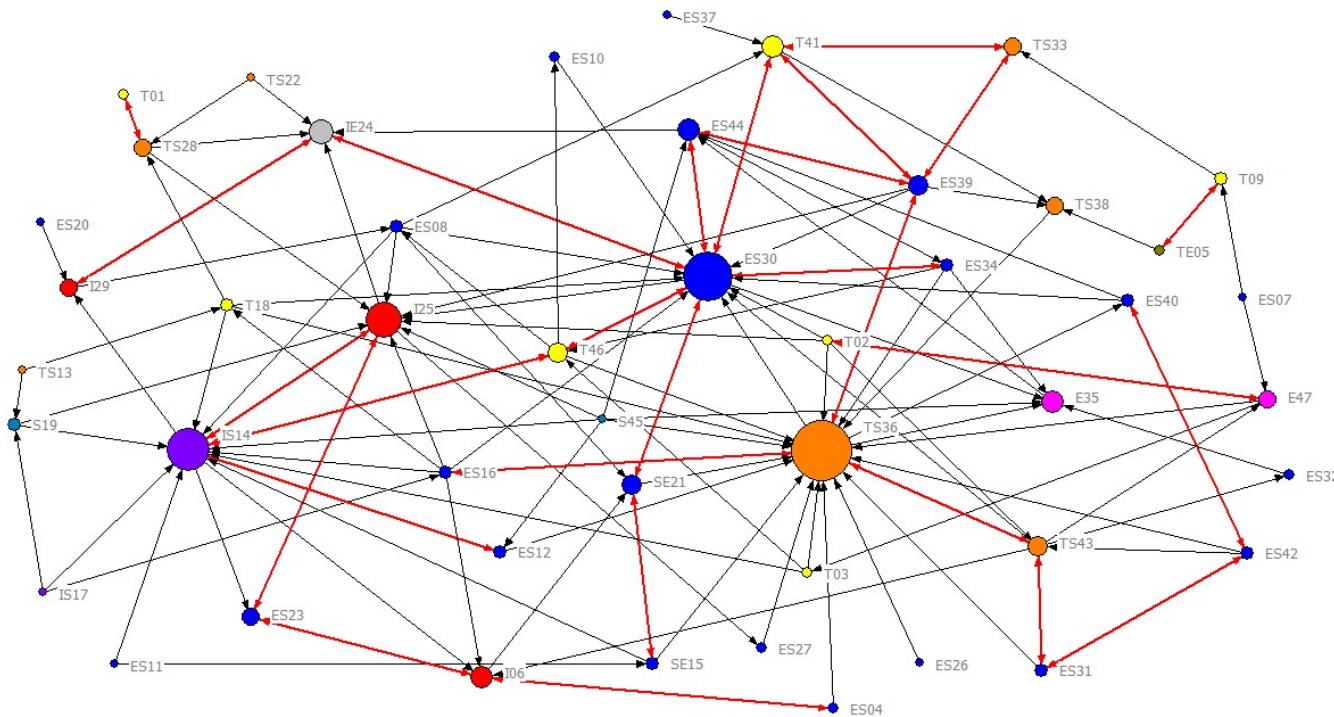 ES37
T41
TS33
ES10
TS22
T01
IE24
ES44
TS28
ES39
T09
TS38
ES20
ES08
TE05
ES30
ES34
I29
T18
I25
ES40
ES07
T02
T46
TS13
E35
E47
S19
S45
IS14
TS36
ES16
SE21
ES32
ES12
TS43
ES42
T03
IS17
ES23
ES27
ES11
I06
SE15
ES26
ES31
ES04